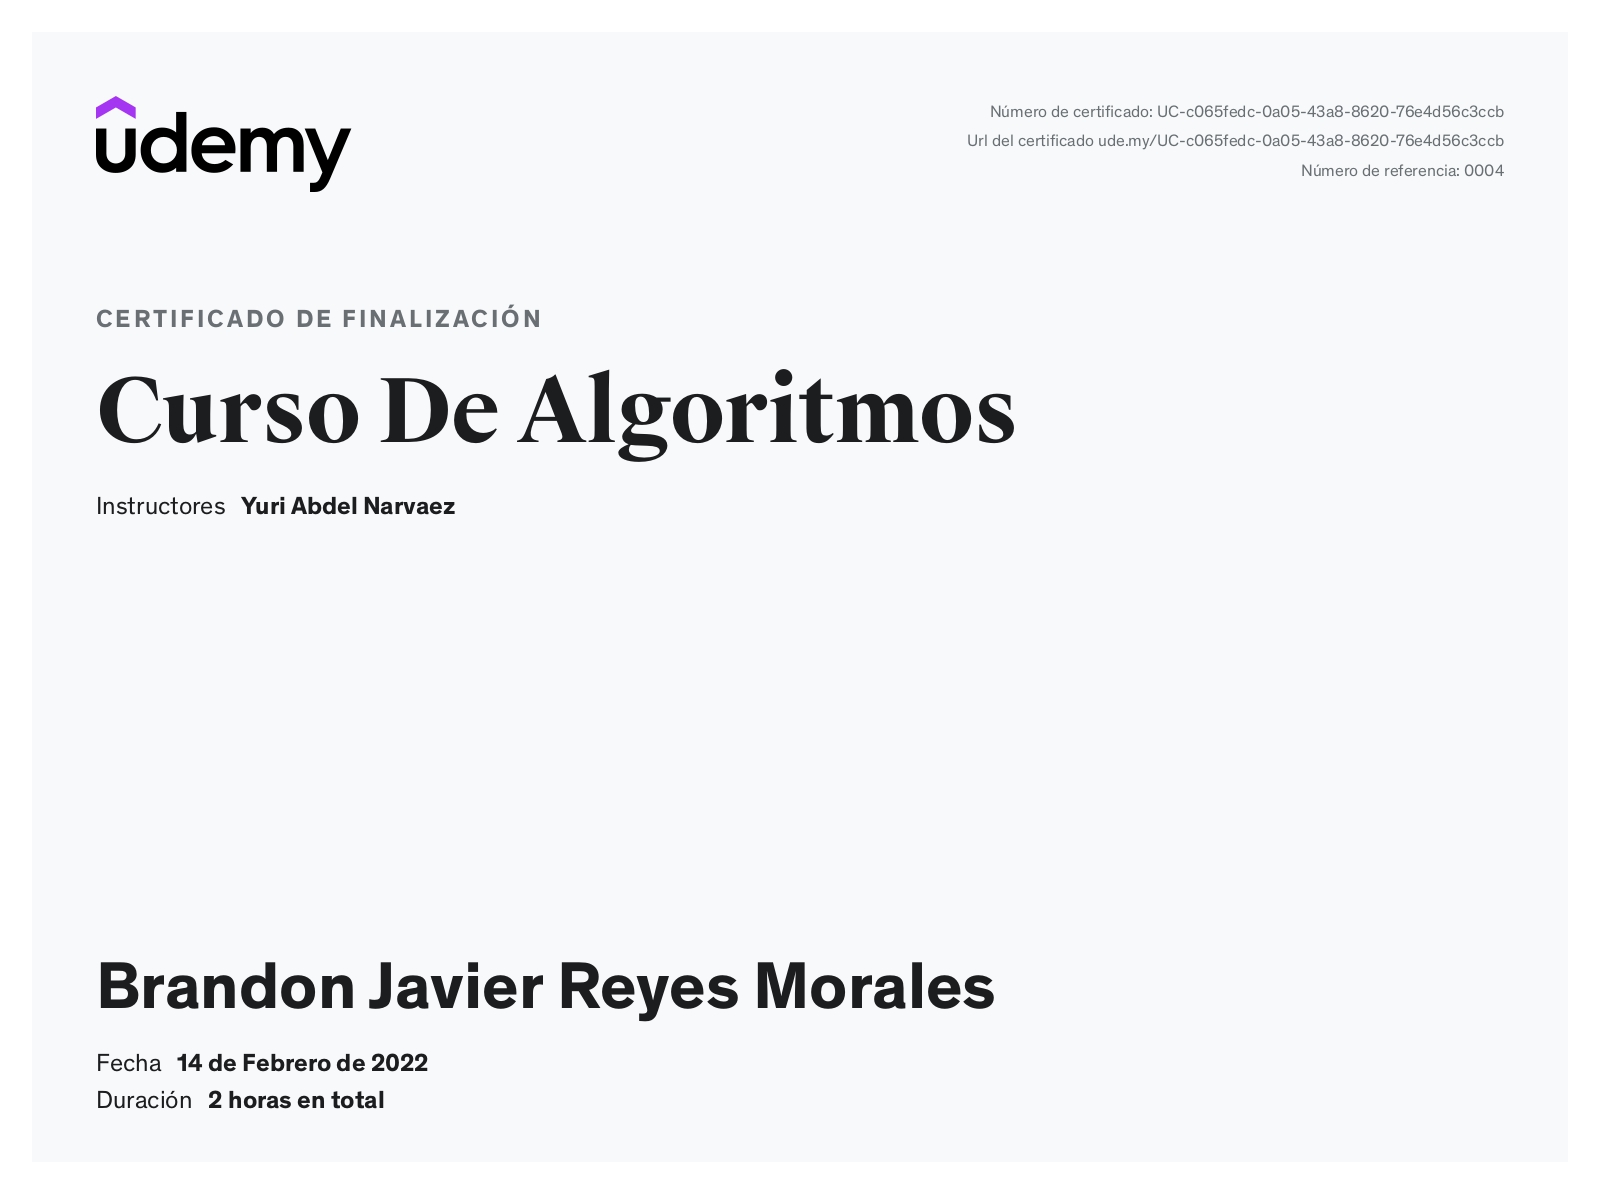 udemy
Número de certificado: UC-c065fedc-0a05-43a8-8620-76e4d56c3ccb
Url del certificado ude.my/UC-c065fedc-0a05-43a8-8620-76e4d56c3ccb
Número de referencia: 0004
CERTIFICADO DE FINALIZACIÓN
Curso De Algoritmos
Instructores Yuri Abdel Narvaez
Brandon Javier Reyes Morales
Fecha 14 de Febrero de 2022
Duración 2 horas en total